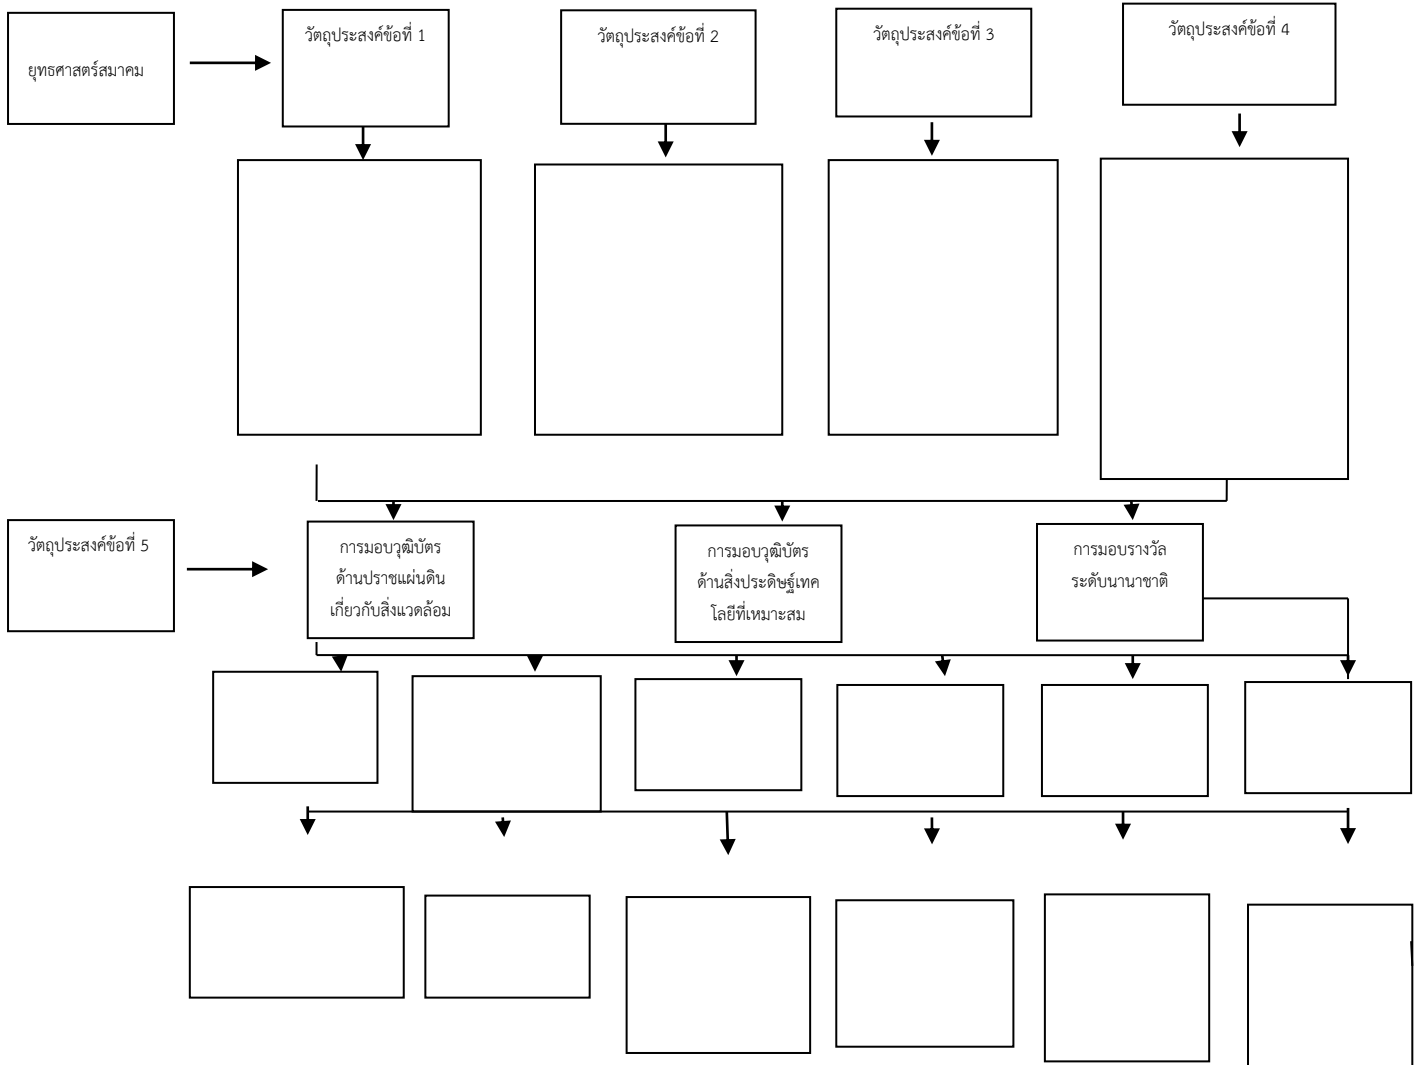 ยุทธศาสตร์สมาคม
วัตถุประสงค์ข้อที่ 1
วัตถุประสงค์ข้อที่ 2
วัตถุประสงค์ข้อที่ 3
วัตถุประสงค์ข้อที่ 4
วัตถุประสงค์ข้อที่ 5
การมอบวุฒิบัตร
ด้านปราชแผ่นดิน
เกี่ยวกับสิ่งแวดล้อม
การมอบวุฒิบัตร
ด้านสิ่งประดิษฐ์เทค
โลยีที่เหมาะสม
การมอบรางวัล
ระดับนานาชาติ